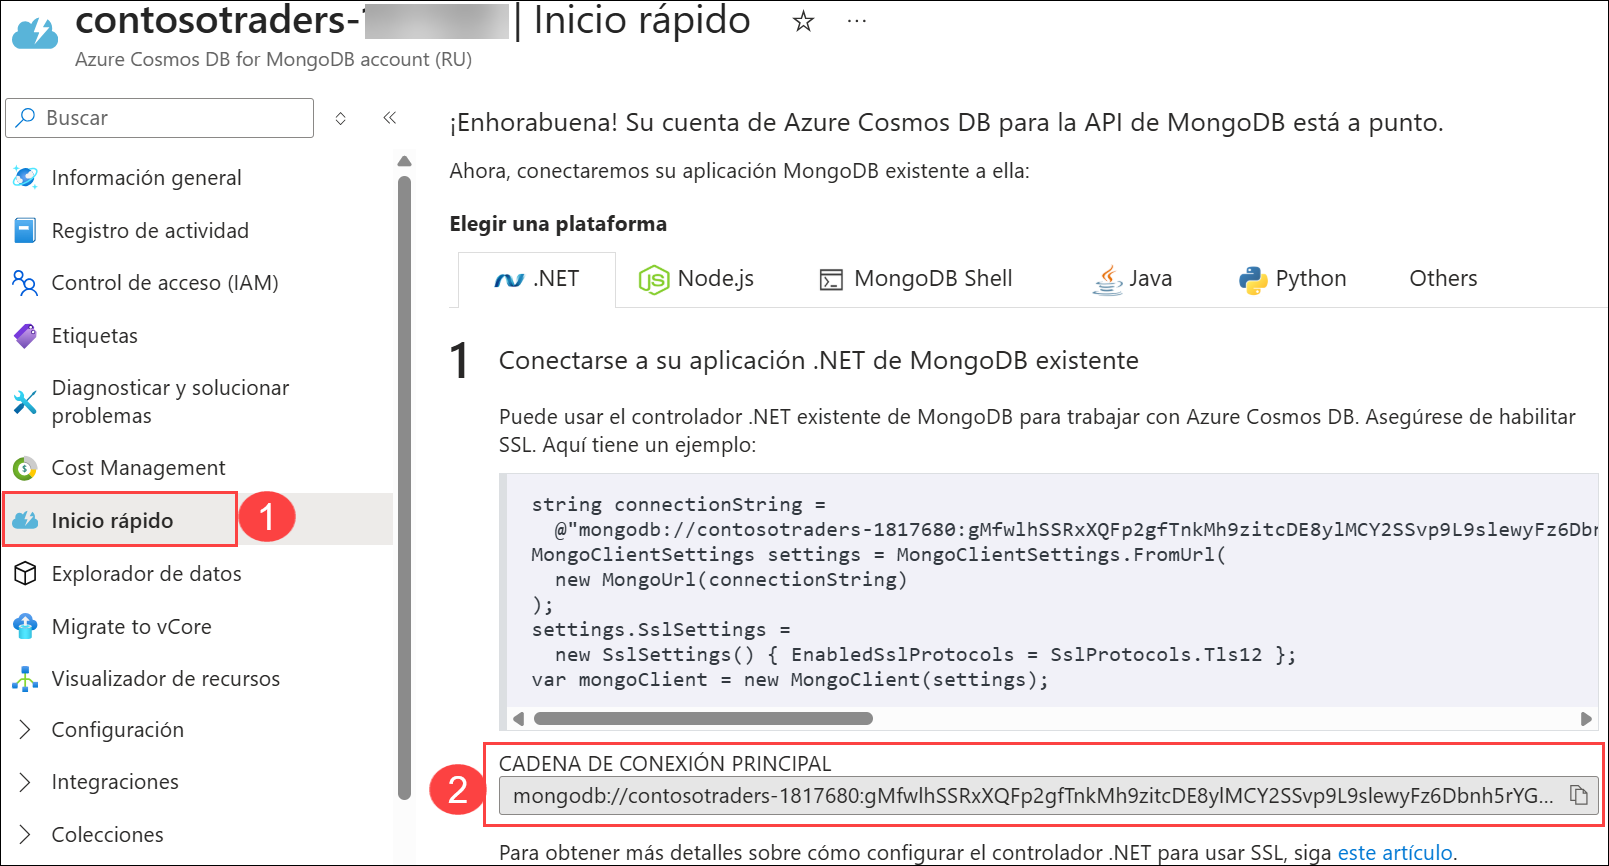 contosotraders-1 | Inicio rápido ☆ ···
Azure Cosmos DB for MongoDB account (RU)
Buscar
Información general
Registro de actividad
Control de acceso (IAM)
Etiquetas
Diagnosticar y solucionar
problemas
Cost Management
Inicio rápido
1
Explorador de datos
Migrate to vCore
Visualizador de recursos
Configuración
Integraciones
Colecciones
¡Enhorabuena! Su cuenta de Azure Cosmos DB para la API de MongoDB está a punto.
Ahora, conectaremos su aplicación MongoDB existente a ella:
Elegir una plataforma
.NET Node.js MongoDB Shell Java Python Others
1 Conectarse a su aplicación .NET de MongoDB existente
Puede usar el controlador .NET existente de MongoDB para trabajar con Azure Cosmos DB. Asegúrese de habilitar
SSL. Aquí tiene un ejemplo:
string connectionString =
@"mongodb://contosotraders-1817680:gMfwlhSSRxXQFp2gfTnkMh9zitcDE8ylMCY2SSvp9L9slewyFz6Dbn
MongoClientSettings settings = MongoClientSettings.FromUrl(
new MongoUrl(connectionString)
);
settings.SslSettings =
new SslSettings() { EnabledSslProtocols = SslProtocols.Tls12 };
var mongoClient = new MongoClient(settings);
2
CADENA DE CONEXIÓN PRINCIPAL
mongodb://contosotraders-1817680:gMfwlhSSRxXQFp2gfTnkMh9zitcDE8ylMCY2SSvp9L9slewyFz6Dbnh5rYG...
Para obtener más detalles sobre cómo configurar el controlador .NET para usar SSL, siga este artículo.